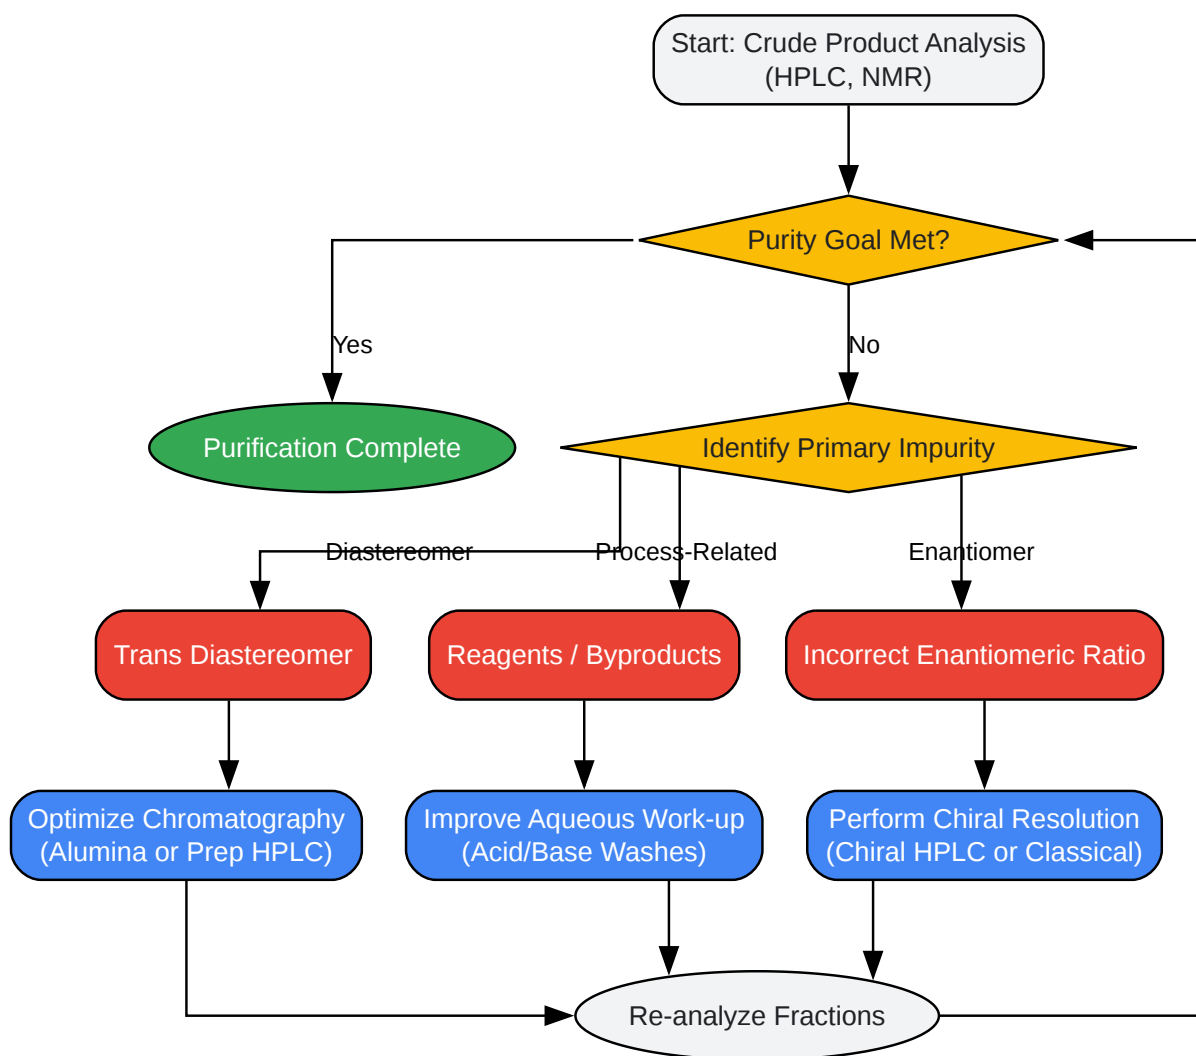 Start: Crude Product Analysis
(HPLC, NMR)
Purity Goal Met?
Yes
No
Purification Complete
Identify Primary Impurity
Diastereomer
Process-Related
Enantiomer
Trans Diastereomer
Reagents / Byproducts
Incorrect Enantiomeric Ratio
Optimize Chromatography
(Alumina or Prep HPLC)
Improve Aqueous Work-up
(Acid/Base Washes)
Perform Chiral Resolution
(Chiral HPLC or Classical)
Re-analyze Fractions